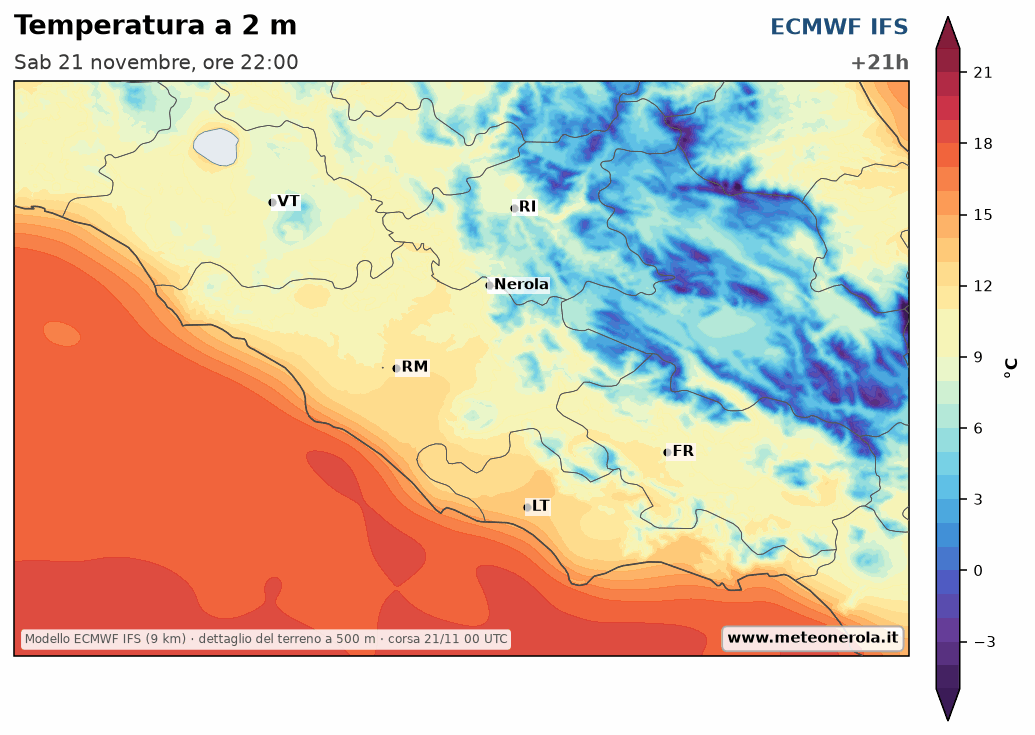 Temperatura a 2 m
ECMWF IFS
Sab 21 novembre, ore 22:00
+21h
VT
RI
Nerola
RM
FR
LT
21
18
15
12
9
6
3
0
−3
°C
Modello ECMWF IFS (9 km) · dettaglio del terreno a 500 m · corsa 21/11 00 UTC
www.meteonerola.it